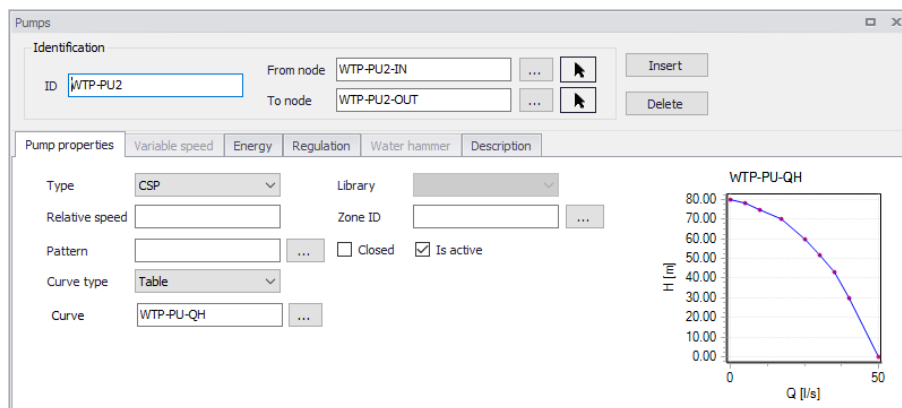 Pumps
Identification
ID WTP-PU2
From node WTP-PU2-IN ...
To node WTP-PU2-OUT ...
Insert
Delete
Pump properties Variable speed Energy Regulation Water hammer Description
Type CSP Library
Relative speed Zone ID ...
Pattern ... Closed Is active
Curve type Table
Curve WTP-PU-QH ...
WTP-PU-QH
80.00
70.00
60.00
50.00
40.00
30.00
20.00
10.00
0.00
H [m]
0 50
Q [l/s]